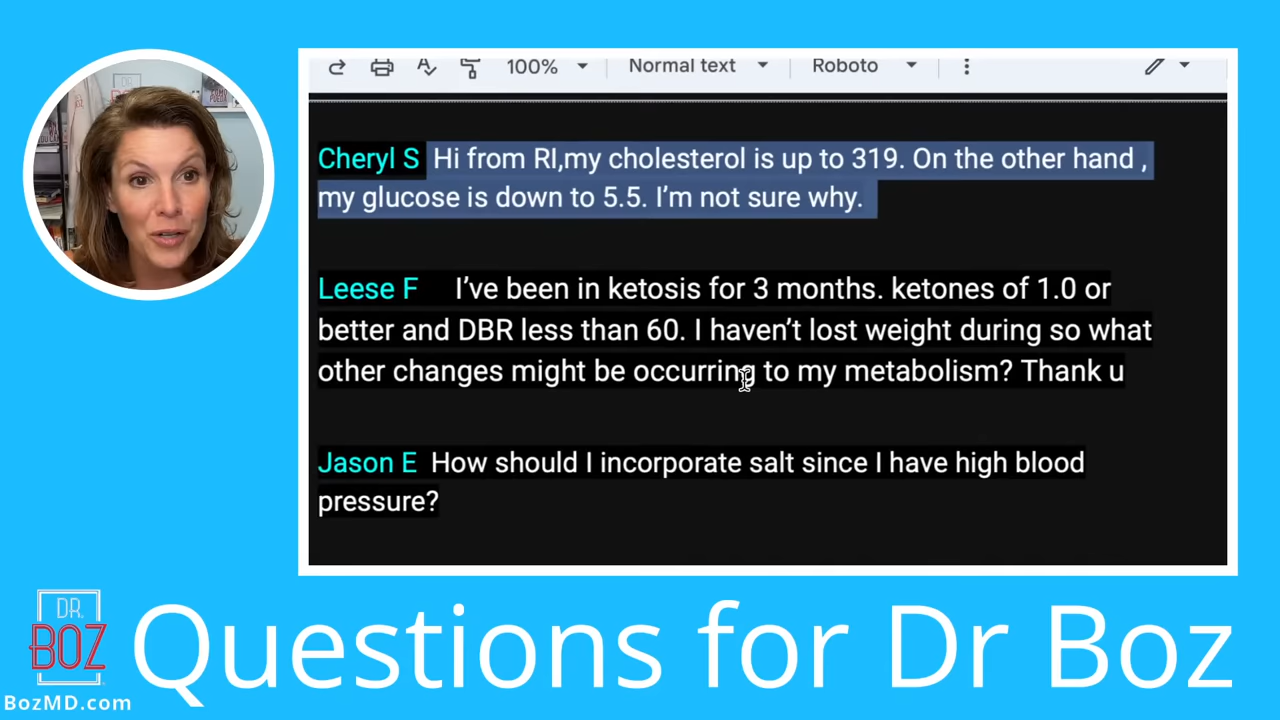 100% Normal text Roboto
Cheryl S Hi from RI,my cholesterol is up to 319. On the other hand ,
my glucose is down to 5.5. I’m not sure why.
Leese F I’ve been in ketosis for 3 months. ketones of 1.0 or
better and DBR less than 60. I haven’t lost weight during so what
other changes might be occurring to my metabolism? Thank u
Jason E How should I incorporate salt since I have high blood
pressure?
DR.
BOZ
Questions for Dr Boz
BozMD.com